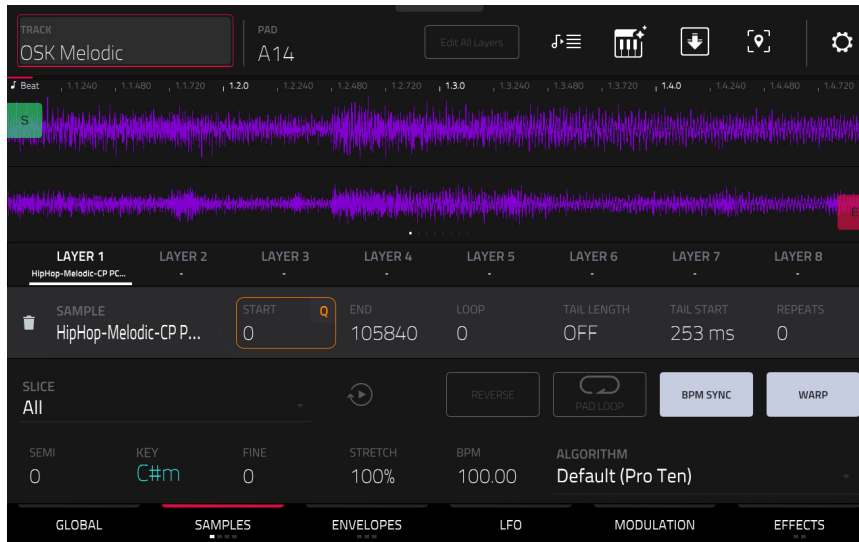 TRACK
OSK Melodic
PAD
A14
Edit All Layers
Beat , 1.1.240 , 1.1.480 , 1.1.720 , 1.2.0 , 1.2.240 , 1.2.480 , 1.2.720 , 1.3.0 , 1.3.240 , 1.3.480 , 1.3.720 , 1.4.0 , 1.4.240 , 1.4.480 , 1.4.720
S
E
LAYER 1 LAYER 2 LAYER 3 LAYER 4 LAYER 5 LAYER 6 LAYER 7 LAYER 8
HipHop-Melodic-CP PC... - - - - - - -
SAMPLE
HipHop-Melodic-CP P...
START Q
0
END
105840
LOOP
0
TAIL LENGTH
OFF
TAIL START
253 ms
REPEATS
0
SLICE
All
REVERSE
PAD LOOP
BPM SYNC
WARP
SEMI
0
KEY
C#m
FINE
0
STRETCH
100%
BPM
100.00
ALGORITHM
Default (Pro Ten)
GLOBAL SAMPLES ENVELOPES LFO MODULATION EFFECTS